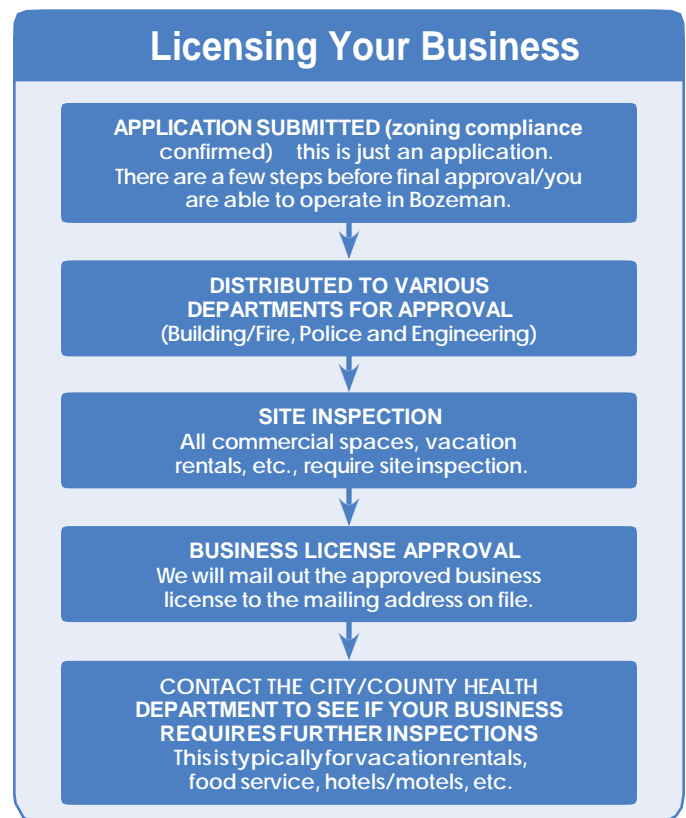 Licensing Your Business
APPLICATION SUBMITTED (zoning compliance
confirmed) this is just an application.
There are a few steps before final approval/you
are able to operate in Bozeman.
DISTRIBUTED TO VARIOUS
DEPARTMENTS FOR APPROVAL
(Building/Fire, Police and Engineering)
SITE INSPECTION
All commercial spaces, vacation
rentals, etc., require site inspection.
BUSINESS LICENSE APPROVAL
We will mail out the approved business
license to the mailing address on file.
CONTACT THE CITY/COUNTY HEALTH
DEPARTMENT TO SEE IF YOUR BUSINESS
REQUIRES FURTHER INSPECTIONS
This is typically for vacation rentals,
food service, hotels/motels, etc.